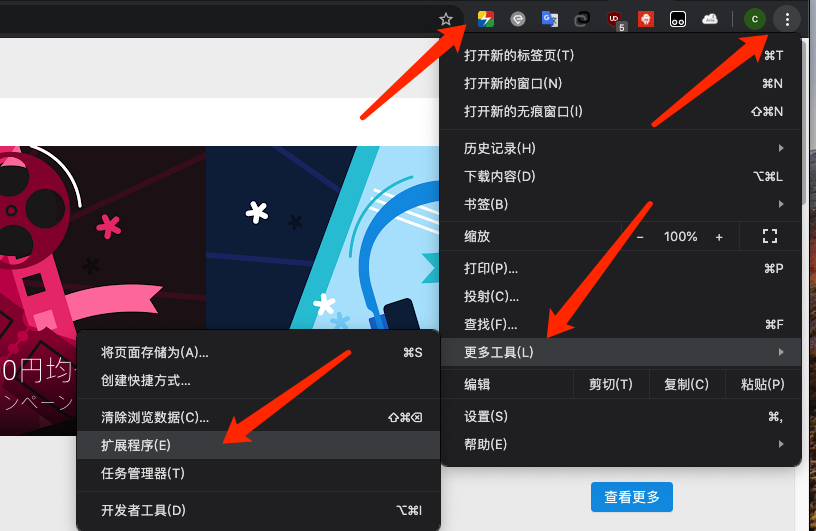 UD
5
C
打开新的标签页(T) ⌘T
打开新的窗口(N) ⌘N
打开新的无痕窗口(I) ⇧⌘N
历史记录(H)
下载内容(D) ⌥⌘L
书签(B)
缩放 − 100% +
打印(P)... ⌘P
投射(C)...
查找(F)... ⌘F
更多工具(L)
编辑 剪切(T) 复制(C) 粘贴(P)
设置(S) ⌘,
帮助(E)
将页面存储为(A)... ⌘S
创建快捷方式...
清除浏览数据(C)... ⇧⌘⌫
扩展程序(E)
任务管理器(T)
开发者工具(D) ⌥⌘I
0円均
ンペーン
查看更多